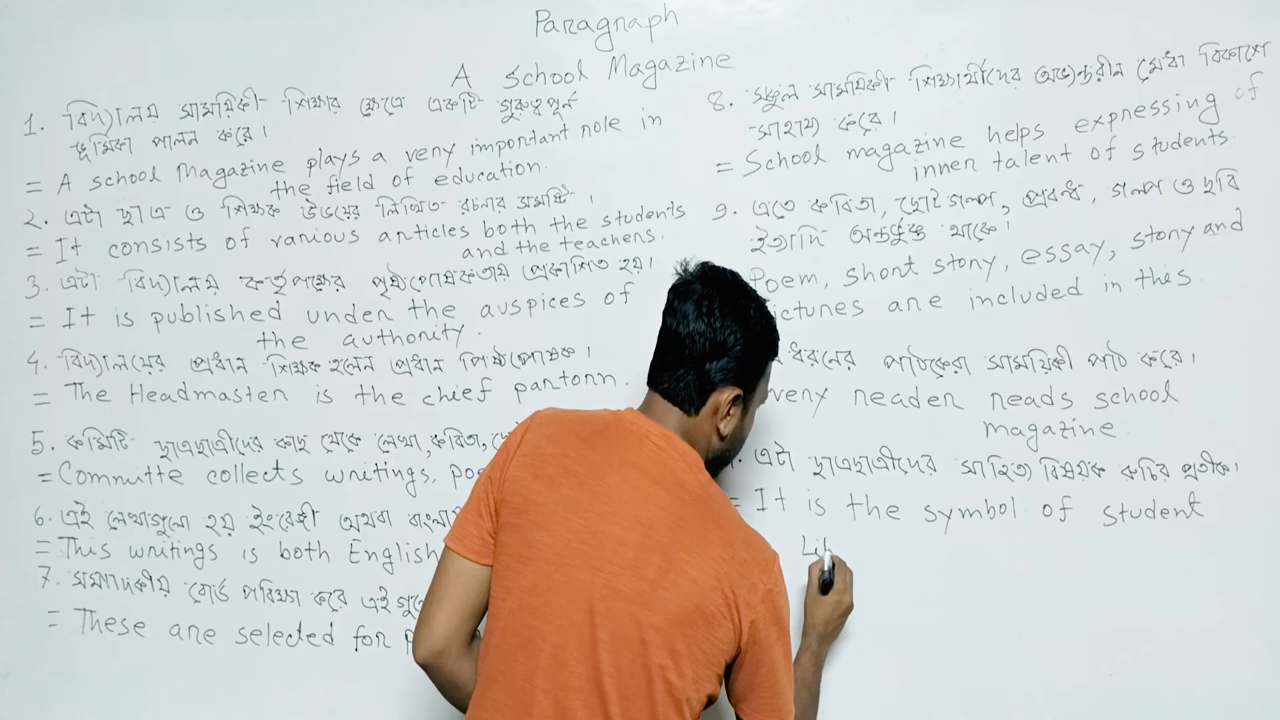 Paragraph
A School Magazine
1. বিদ্যালয় সাময়িকী শিক্ষার ক্ষেত্রে একটি গুরুত্বপূর্ন
ভূমিকা পালন করে।
= A school Magazine plays a very important role in
the field of education.
২. এটা ছাত্র ও শিক্ষক উভয়ের লিখিত রচনার সমষ্টি।
= It consists of various articles both the students
and the teachers.
3. এটা বিদ্যালয় কর্তৃপক্ষের পৃষ্ঠপোষকতায় প্রকাশিত হয়।
= It is published under the auspices of
the authority.
4. বিদ্যালয়ের প্রধান শিক্ষক হলেন প্রধান পিষ্ঠপোষক।
= The Headmaster is the chief partorn.
5. কমিটি ছাত্রছাত্রীদের কাছ থেকে লেখা, কবিতা,
= Committe collects writings,
6. এই লেখাগুলো হয় ইংরেজী অথবা
= This writings is both English
7. সম্পাদকীয় বোর্ড পরিক্ষা করে
= These are selected for
8. স্কুল সাময়িকী শিক্ষার্থীদের অভ্যন্তরীন মেধা বিকাশে
সাহায্য করে।
= School magazine helps expressing of
inner talent of students.
9. এতে কবিতা, ছোট গল্প, প্রবন্ধ, গল্প ও ছবি
ইত্যাদি অন্তর্ভুক্ত থাকে।
Poem, short story, essay, story and
ictures are included in this.
ধরনের পাঠকেরা সাময়িকী পাঠ করে।
very reader reads school
magazine.
এটা ছাত্রছাত্রীদের সাহিত্য বিষয়ক রুচির প্রতীক।
= It is the symbol of student
Lit